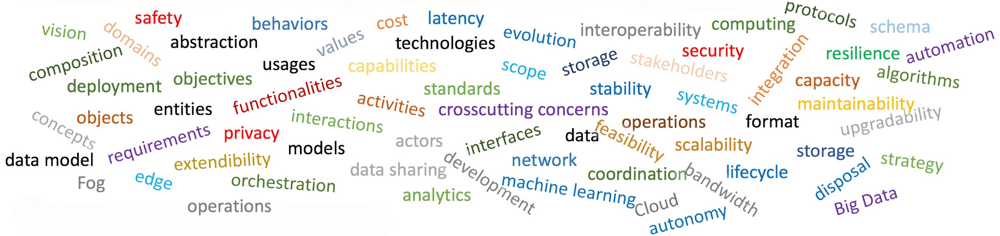 protocols
safety
cost
latency
behaviors
computing
schema
vision
domains
evolution
interoperability
abstraction
values
technologies
security
resilience
automation
composition
usages
capabilities
scope
storage
stakeholders
integration
deployment
objectives
functionalities
standards
stability
capacity
algorithms
activities
systems
entities
crosscutting concerns
maintainability
concepts
objects
interactions
operations
format
upgradability
requirements
privacy
models
actors
interfaces
data
feasibility
scalability
storage
data model
extendibility
network
strategy
data sharing
development
coordination
lifecycle
bandwidth
disposal
Fog
edge
orchestration
machine learning
analytics
operations
Cloud
Big Data
autonomy